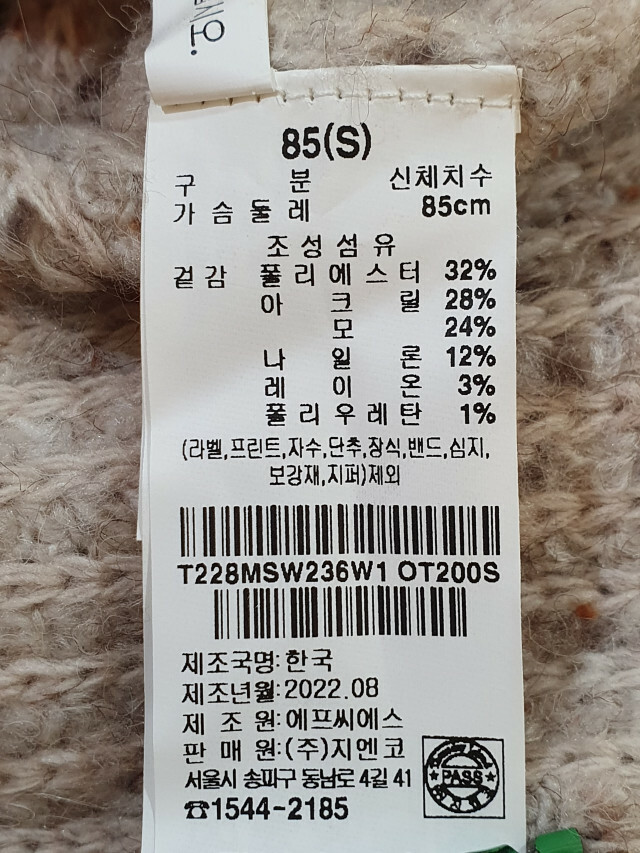 요.
85(S)
구 분 신체치수
가 슴 둘 레 85cm
조 성 섬 유
겉 감 폴 리 에 스 터 32%
아 크 릴 28%
모 24%
나 일 론 12%
레 이 온 3%
폴 리 우 레 탄 1%
(라벨,프린트,자수,단추,장식,밴드,심지,
보강재,지퍼)제외
T228MSW236W1 OT200S
제조국명:한국
제조년월:2022.08
제 조 원:에프씨에스
판 매 원:(주)지엔코
서울시 송파구 동남로 4길 41
☎1544-2185
★PASS★